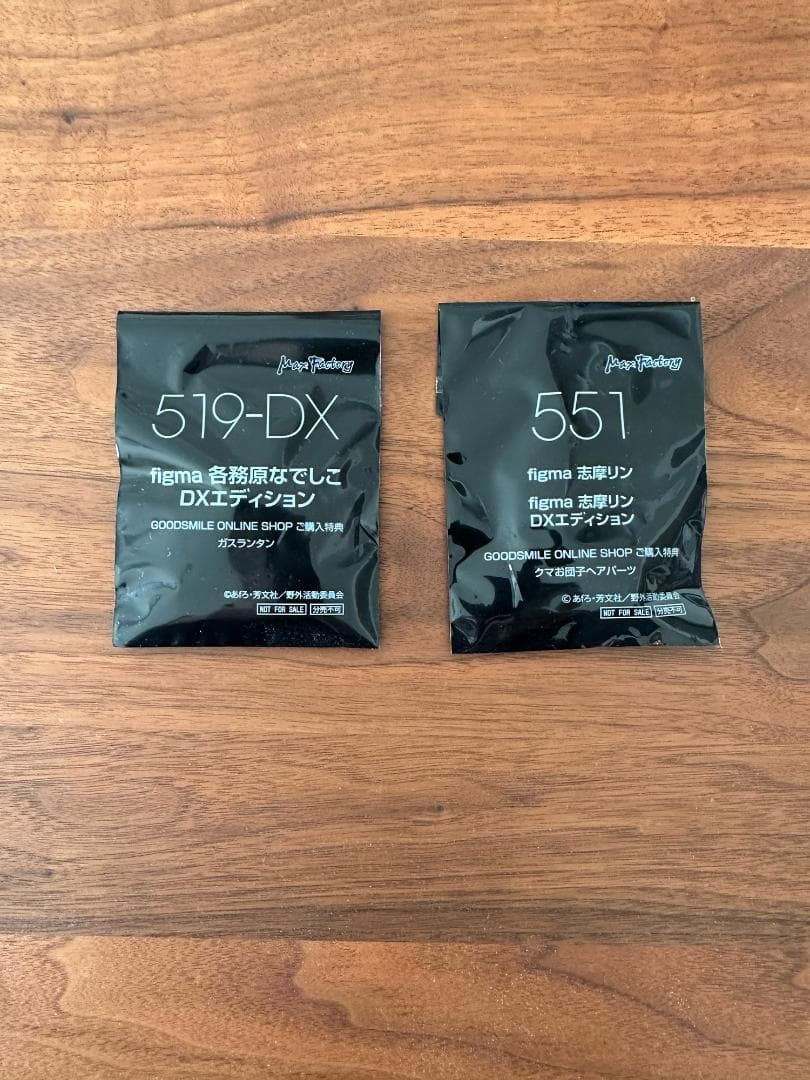 Max Factory
519-DX
figma 各務原なでしこ
DXエディション
GOODSMILE ONLINE SHOP ご購入特典
ガスランタン
©あfろ・芳文社／野外活動委員会
NOT FOR SALE 分売不可
Max Factory
551
figma 志摩リン
figma 志摩リン
DXエディション
GOODSMILE ONLINE SHOP ご購入特典
クマお団子ヘアパーツ
©あfろ・芳文社／野外活動委員会
NOT FOR SALE 分売不可